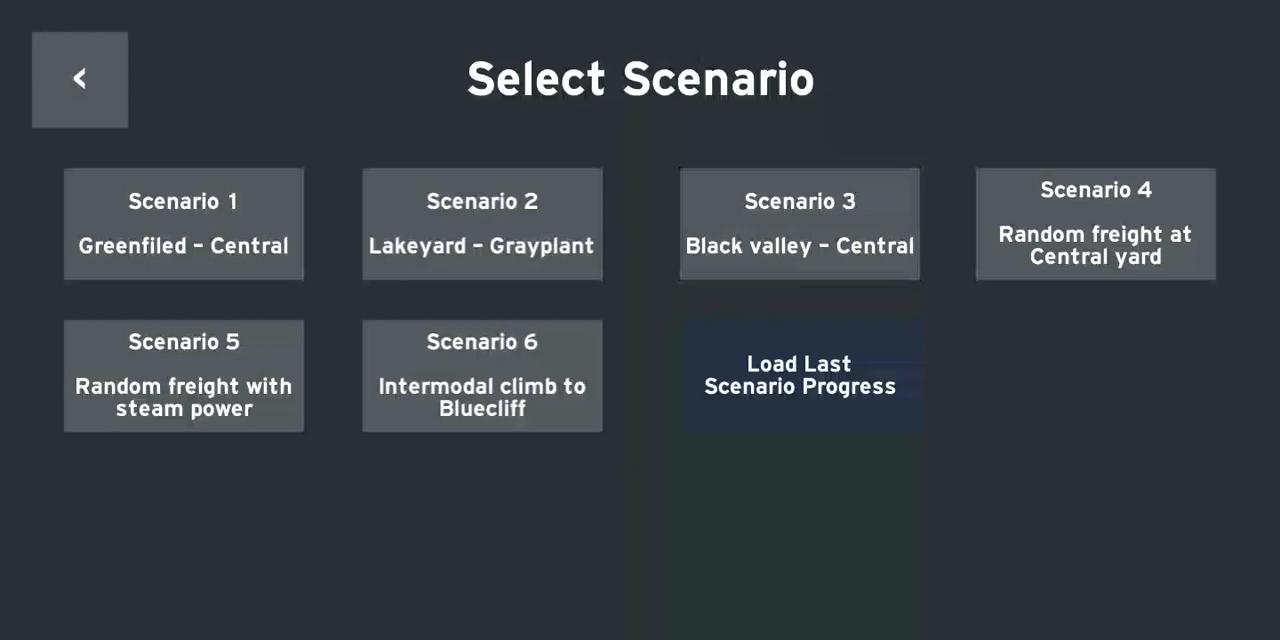 <
Select Scenario
Scenario 1
Greenfiled - Central
Scenario 2
Lakeyard - Grayplant
Scenario 3
Black valley - Central
Scenario 4
Random freight at
Central yard
Scenario 5
Random freight with
steam power
Scenario 6
Intermodal climb to
Bluecliff
Load Last
Scenario Progress